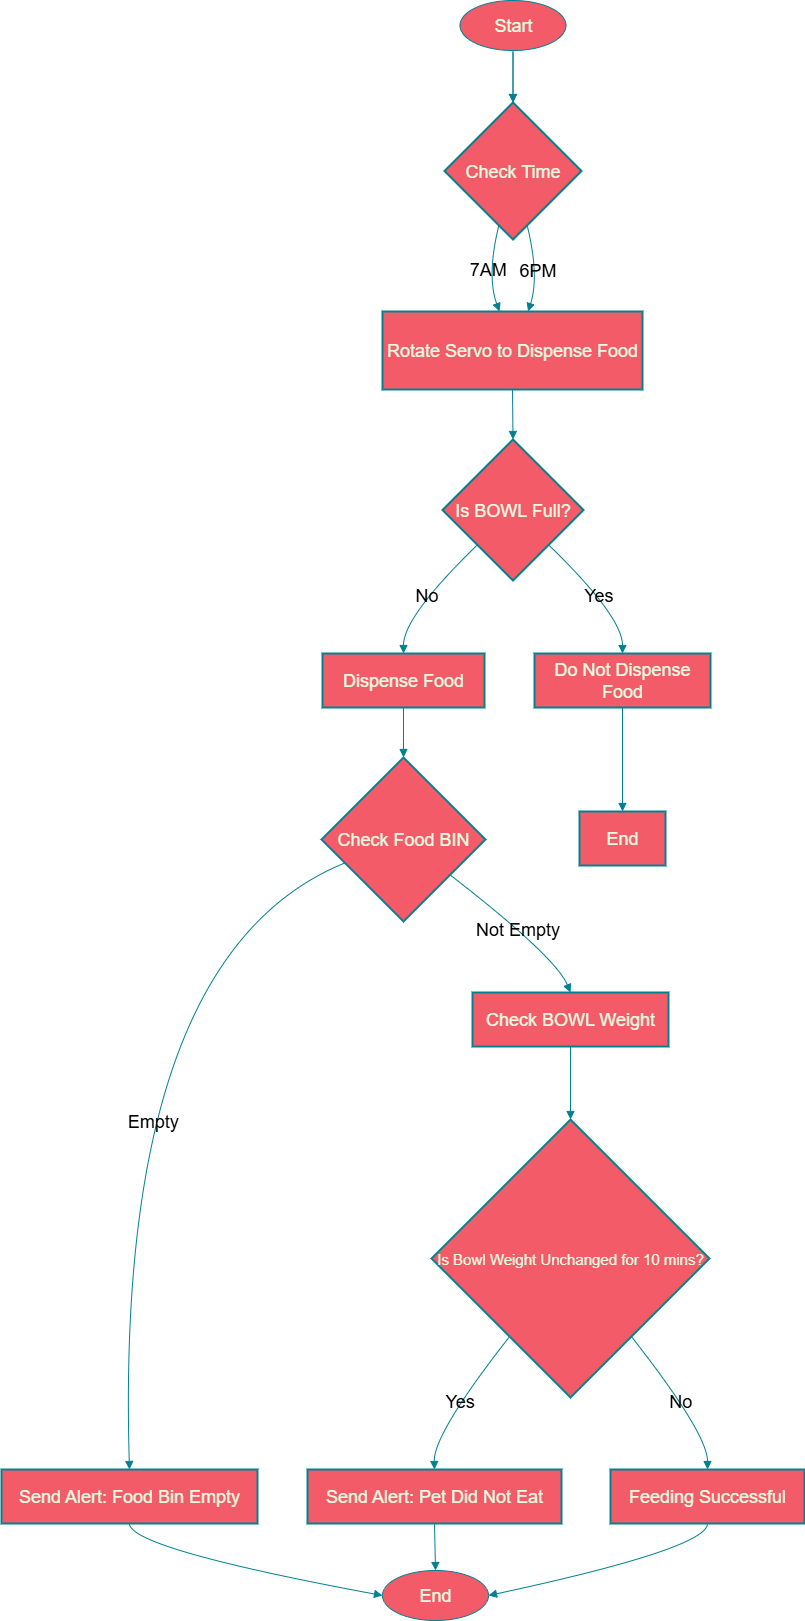 Start
Check Time
7AM
6PM
Rotate Servo to Dispense Food
Is BOWL Full?
No
Yes
Dispense Food
Do Not Dispense
Food
Check Food BIN
End
Not Empty
Check BOWL Weight
Empty
Is Bowl Weight Unchanged for 10 mins?
Yes
No
Send Alert: Food Bin Empty
Send Alert: Pet Did Not Eat
Feeding Successful
End